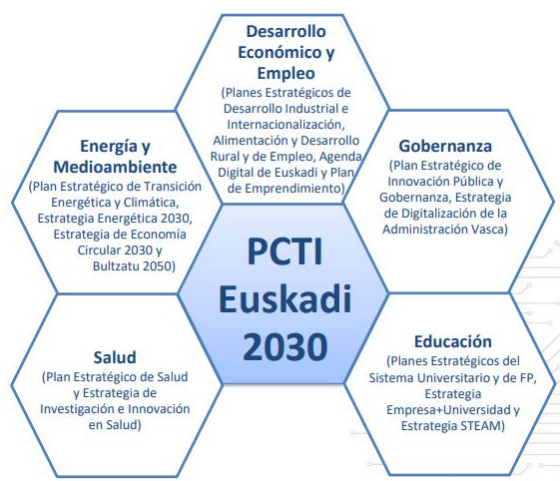 Desarrollo
Económico y
Empleo
(Planes Estratégicos de
Desarrollo Industrial e
Internacionalización,
Alimentación y Desarrollo
Rural y de Empleo, Agenda
Digital de Euskadi y Plan
de Emprendimiento)
Energía y
Medioambiente
(Plan Estratégico de Transición
Energética y Climática,
Estrategia Energética 2030,
Estrategia de Economía
Circular 2030 y
Bultzatu 2050)
Gobernanza
(Plan Estratégico de
Innovación Pública y
Gobernanza, Estrategia
de Digitalización de la
Administración Vasca)
PCTI
Euskadi
2030
Salud
(Plan Estratégico de Salud
y Estrategia de
Investigación e Innovación
en Salud)
Educación
(Planes Estratégicos del
Sistema Universitario y de FP,
Estrategia
Empresa+Universidad y
Estrategia STEAM)